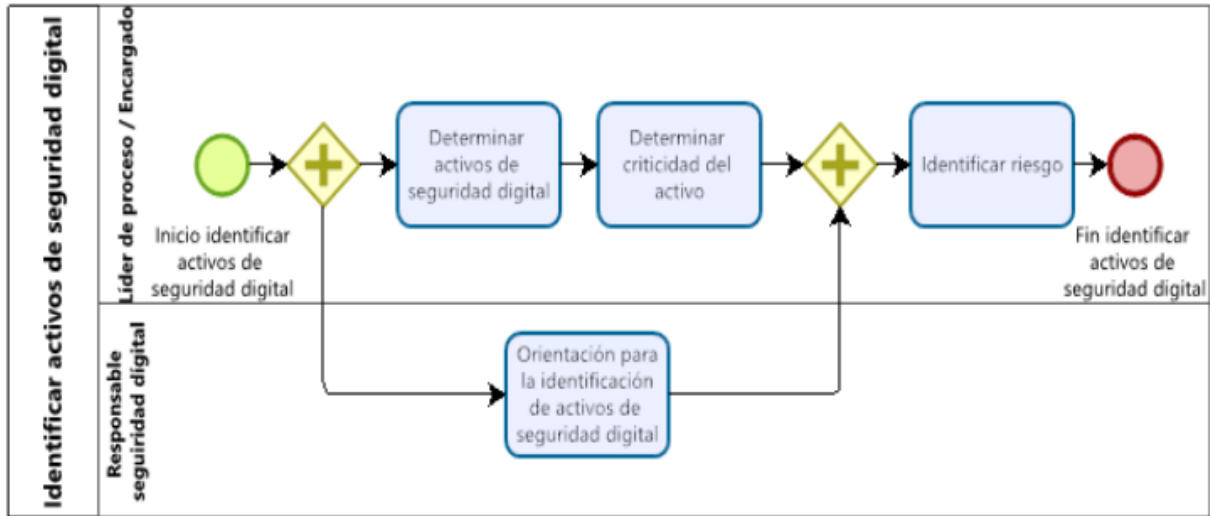 Identificar activos de seguridad digital
Líder de proceso / Encargado
Inicio identificar
activos de
seguridad digital
Determinar
activos de
seguridad digital
Determinar
criticidad del
activo
Identificar riesgo
Fin identificar
activos de
seguridad digital
Responsable
seguiridad digital
Orientación para
la identificación
de activos de
seguridad digital